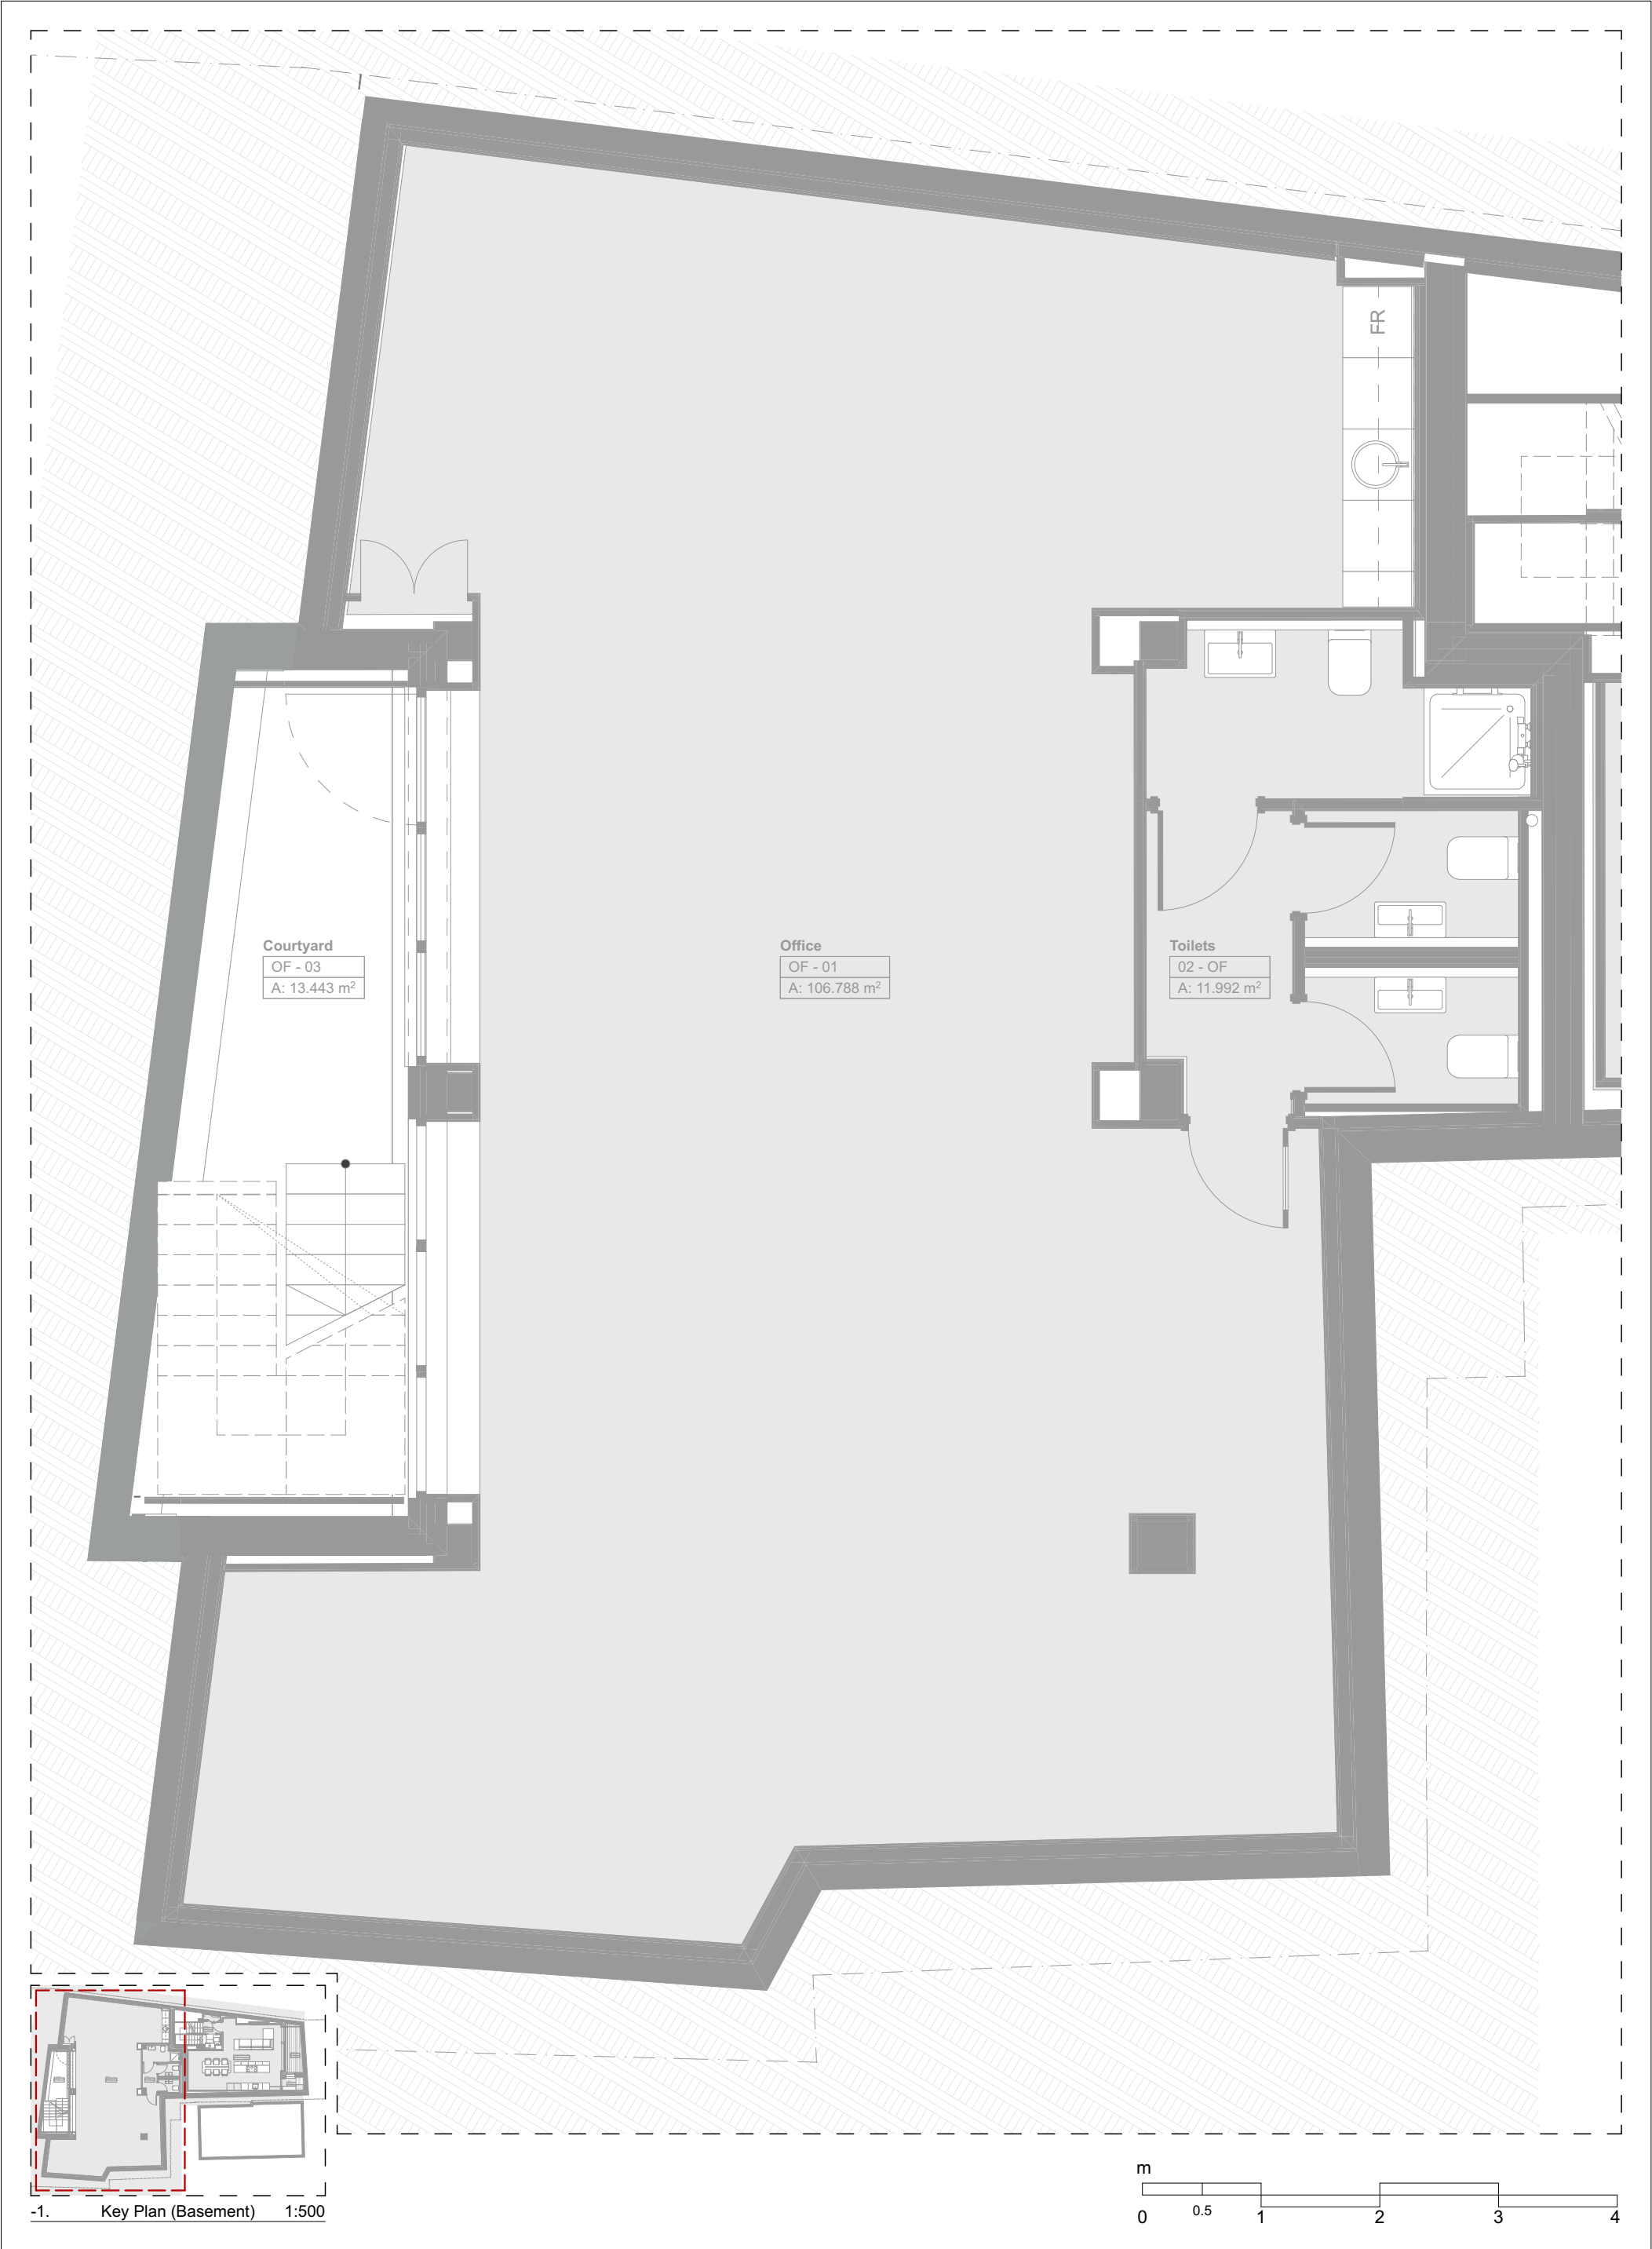 FR
Courtyard
OF - 03
A: 13.443 m²
Office
OF - 01
A: 106.788 m²
Toilets
02 - OF
A: 11.992 m²
-1. Key Plan (Basement) 1:500
m
0 0.5 1 2 3 4